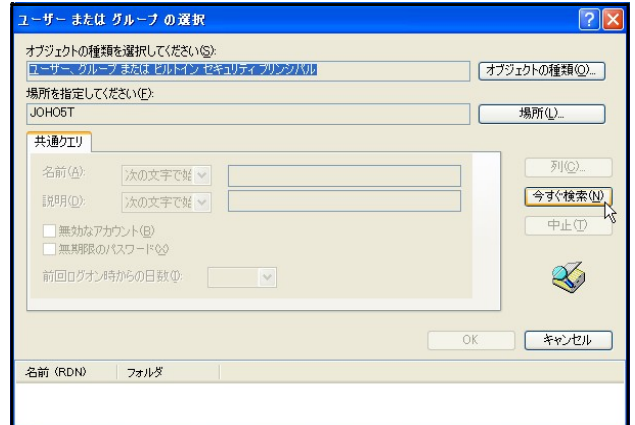 ユーザー または グループ の選択
オブジェクトの種類を選択してください(S):
ユーザー、グループ または ビルトイン セキュリティ プリンシパル
オブジェクトの種類(O)...
場所を指定してください(F):
JOHO5T
場所(L)...
共通クエリ
名前(A):
次の文字で始
列(C)...
説明(D):
次の文字で始
今すぐ検索(N)
無効なアカウント(B)
中止(T)
無期限のパスワード(X)
前回ログオン時からの日数(I):
OK
キャンセル
名前 (RDN)
フォルダ